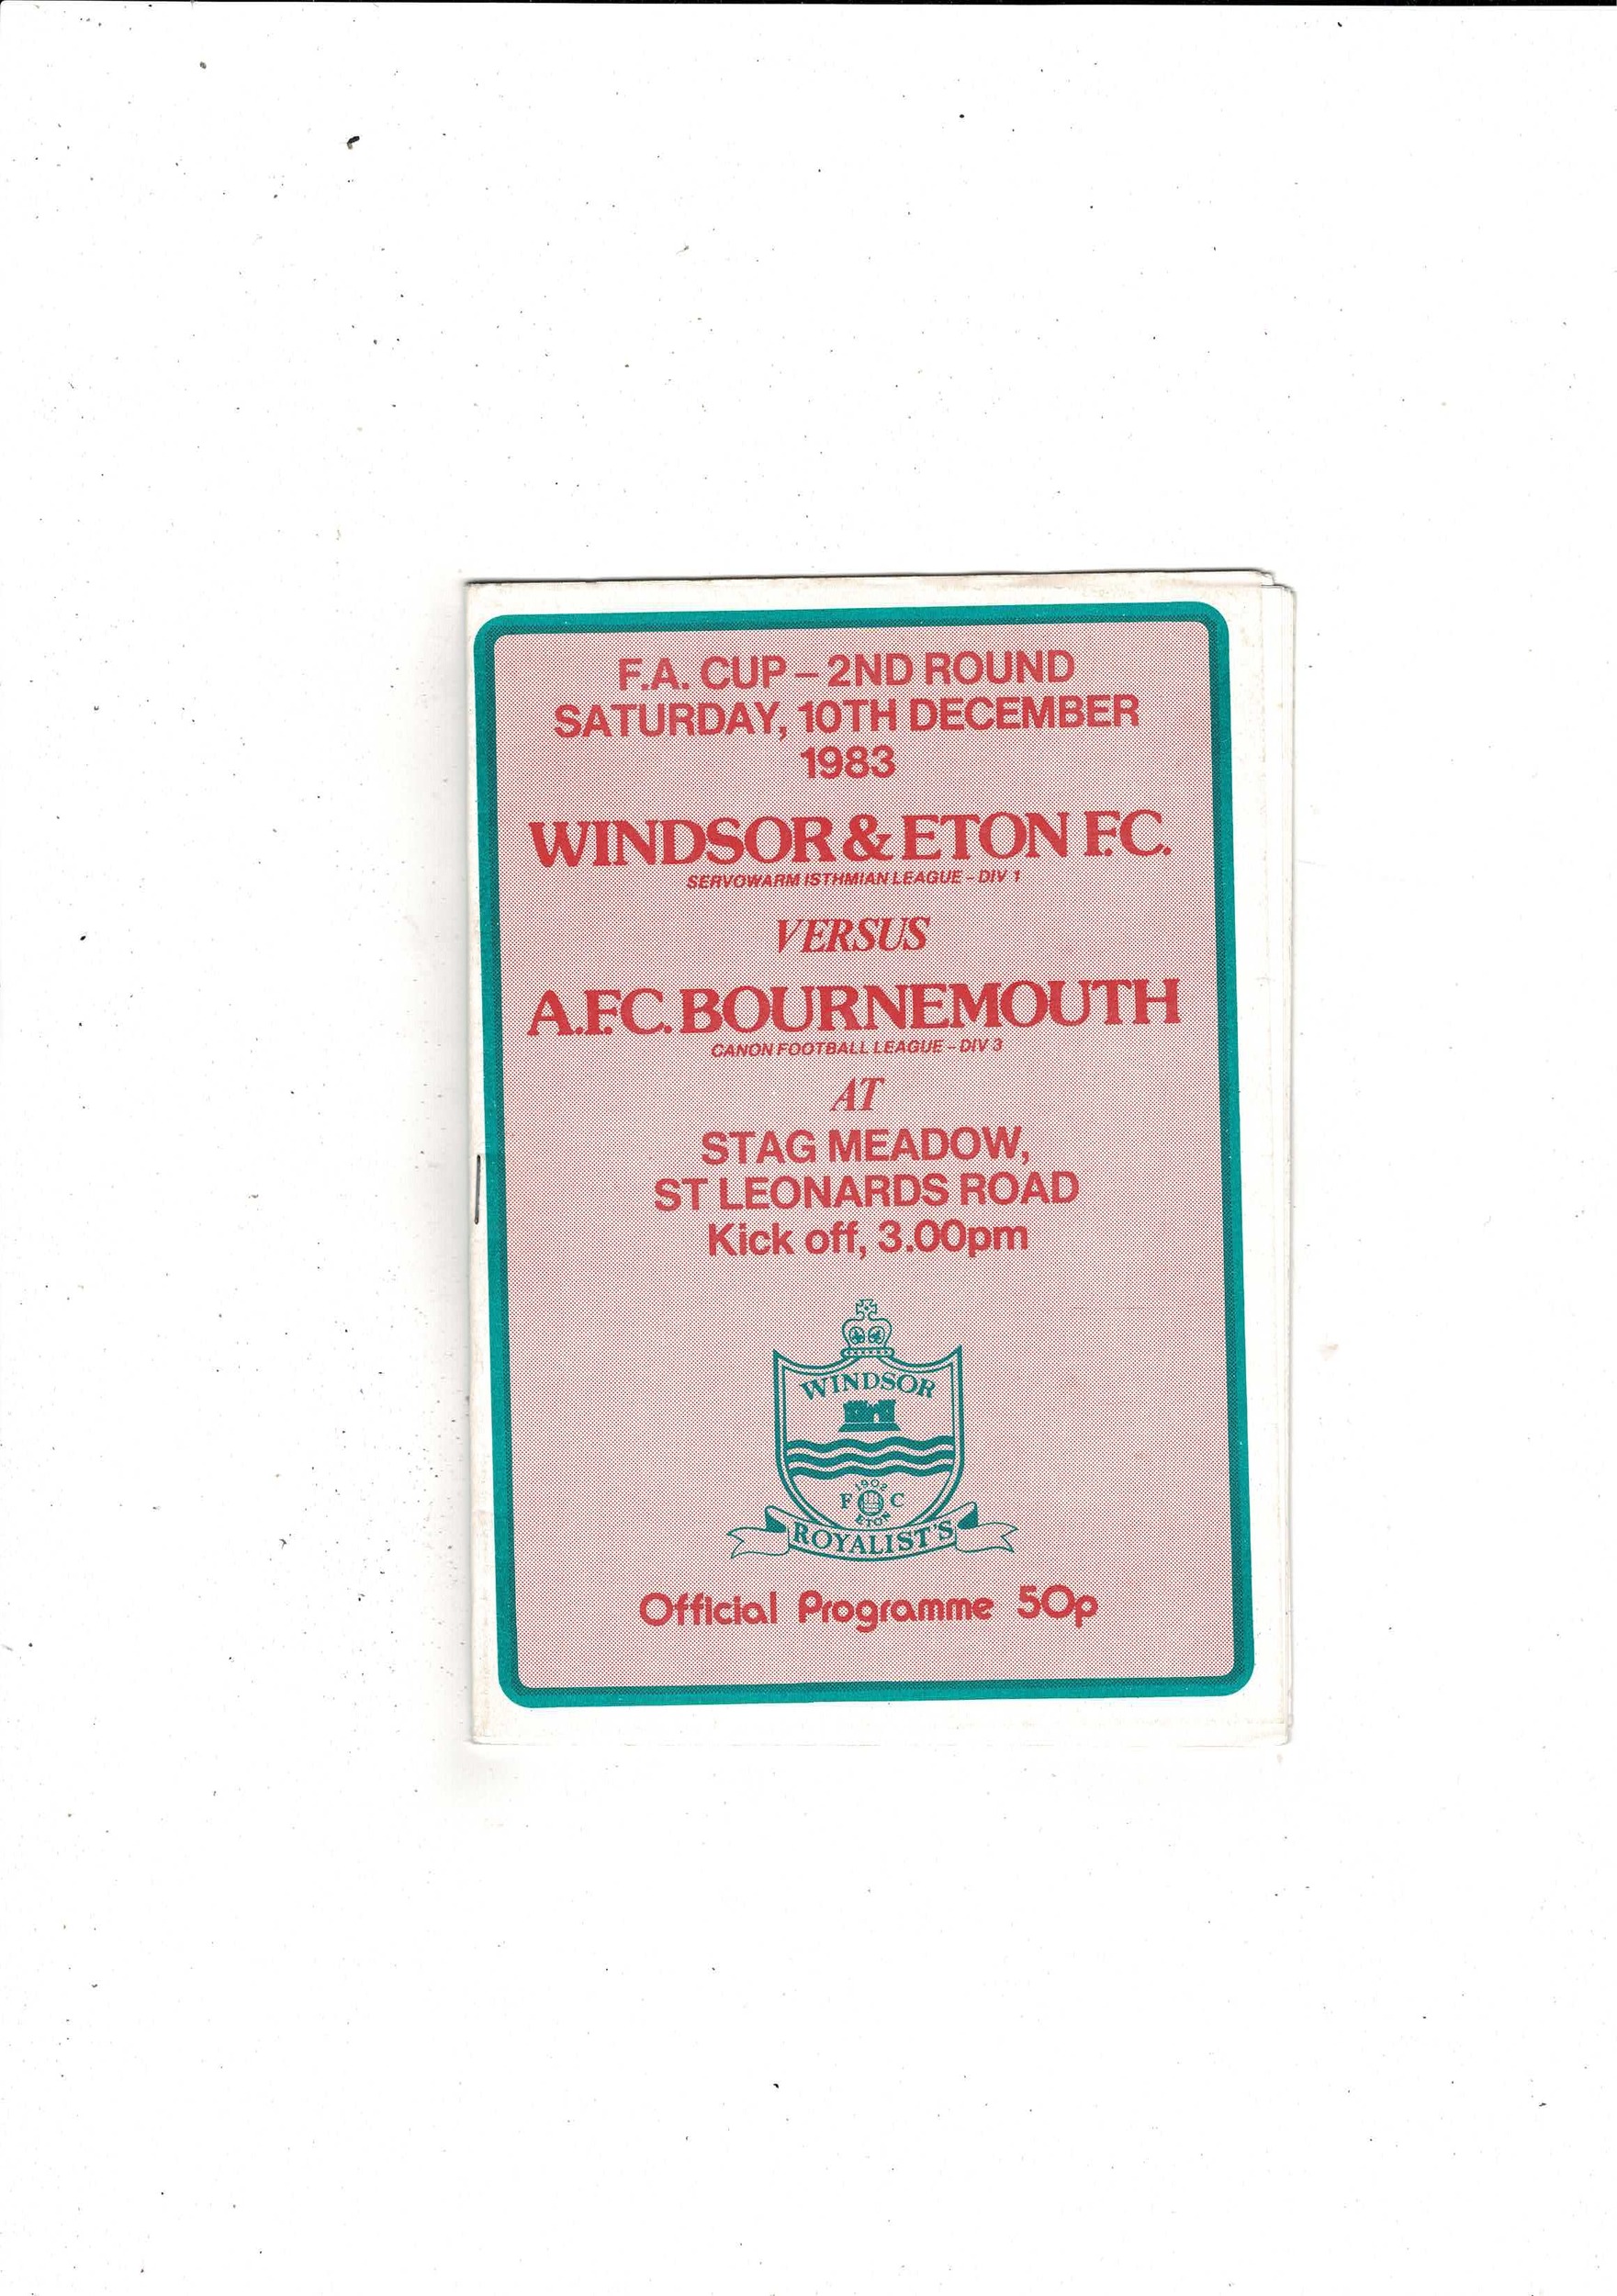 F.A. CUP – 2ND ROUND
SATURDAY, 10TH DECEMBER
1983
WINDSOR & ETON F.C.
SERVOWARM ISTHMIAN LEAGUE – DIV 1
VERSUS
A.F.C. BOURNEMOUTH
CANON FOOTBALL LEAGUE – DIV 3
AT
STAG MEADOW,
ST LEONARDS ROAD
Kick off, 3.00pm
WINDSOR
1902
F C
ETON
ROYALIST'S
Official Programme 50p